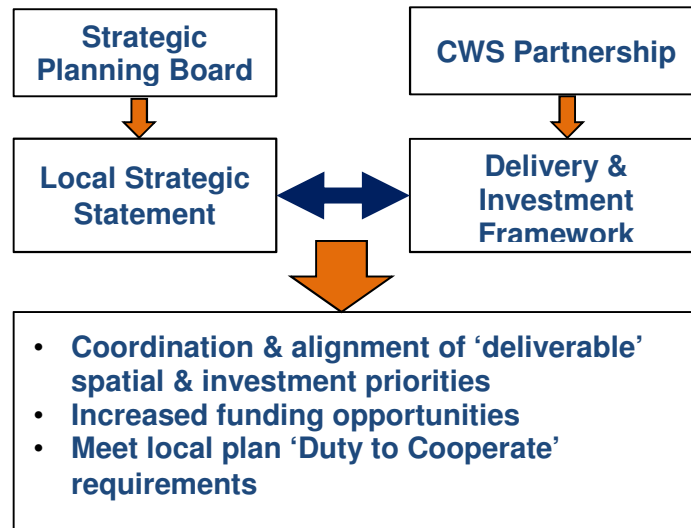 Strategic
Planning Board
CWS Partnership
Local Strategic
Statement
Delivery &
Investment
Framework
• Coordination & alignment of ‘deliverable’
spatial & investment priorities
• Increased funding opportunities
• Meet local plan ‘Duty to Cooperate’
requirements